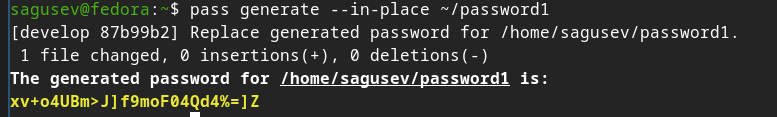 sagusev@fedora:~$ pass generate --in-place ~/password1
[develop 87b99b2] Replace generated password for /home/sagusev/password1.
 1 file changed, 0 insertions(+), 0 deletions(-)
The generated password for /home/sagusev/password1 is:
xv+o4UBm>J]f9moF04Qd4%=]Z